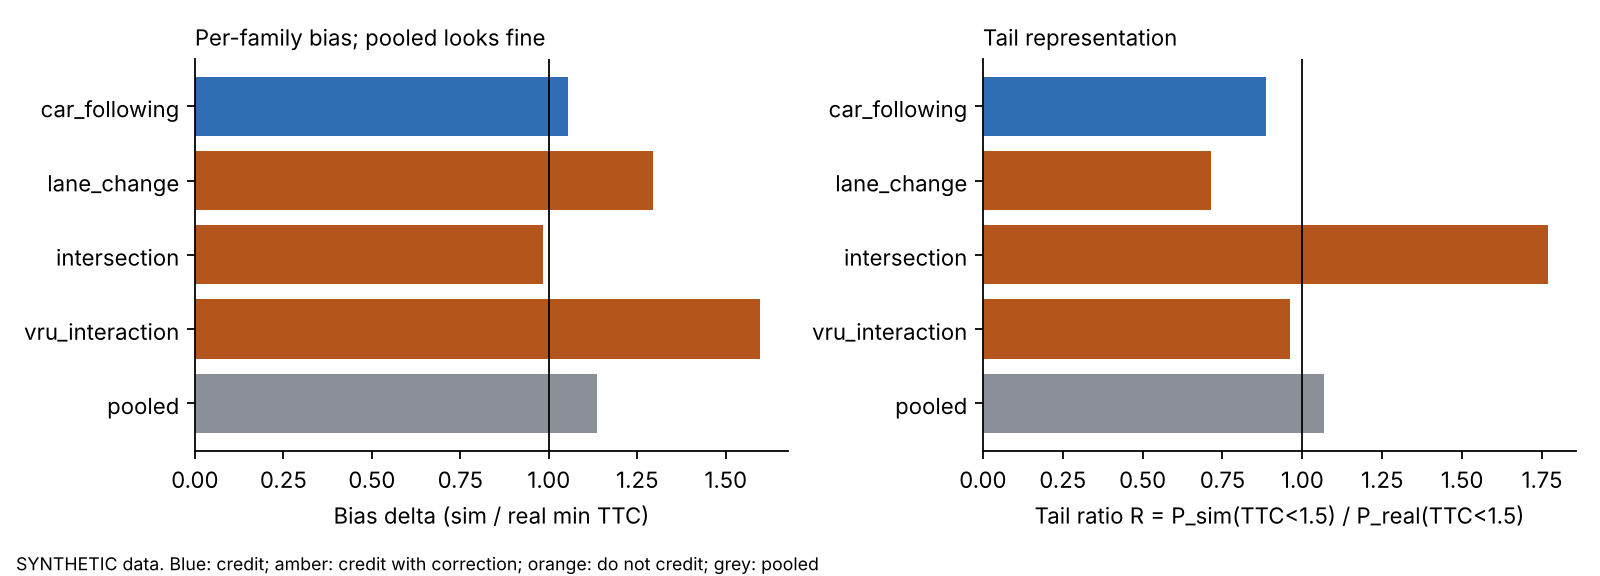 Per-family bias; pooled looks fine
car_following
lane_change
intersection
vru_interaction
pooled
0.00 0.25 0.50 0.75 1.00 1.25 1.50
Bias delta (sim / real min TTC)
Tail representation
car_following
lane_change
intersection
vru_interaction
pooled
0.00 0.25 0.50 0.75 1.00 1.25 1.50 1.75
Tail ratio R = P_sim(TTC<1.5) / P_real(TTC<1.5)
SYNTHETIC data. Blue: credit; amber: credit with correction; orange: do not credit; grey: pooled